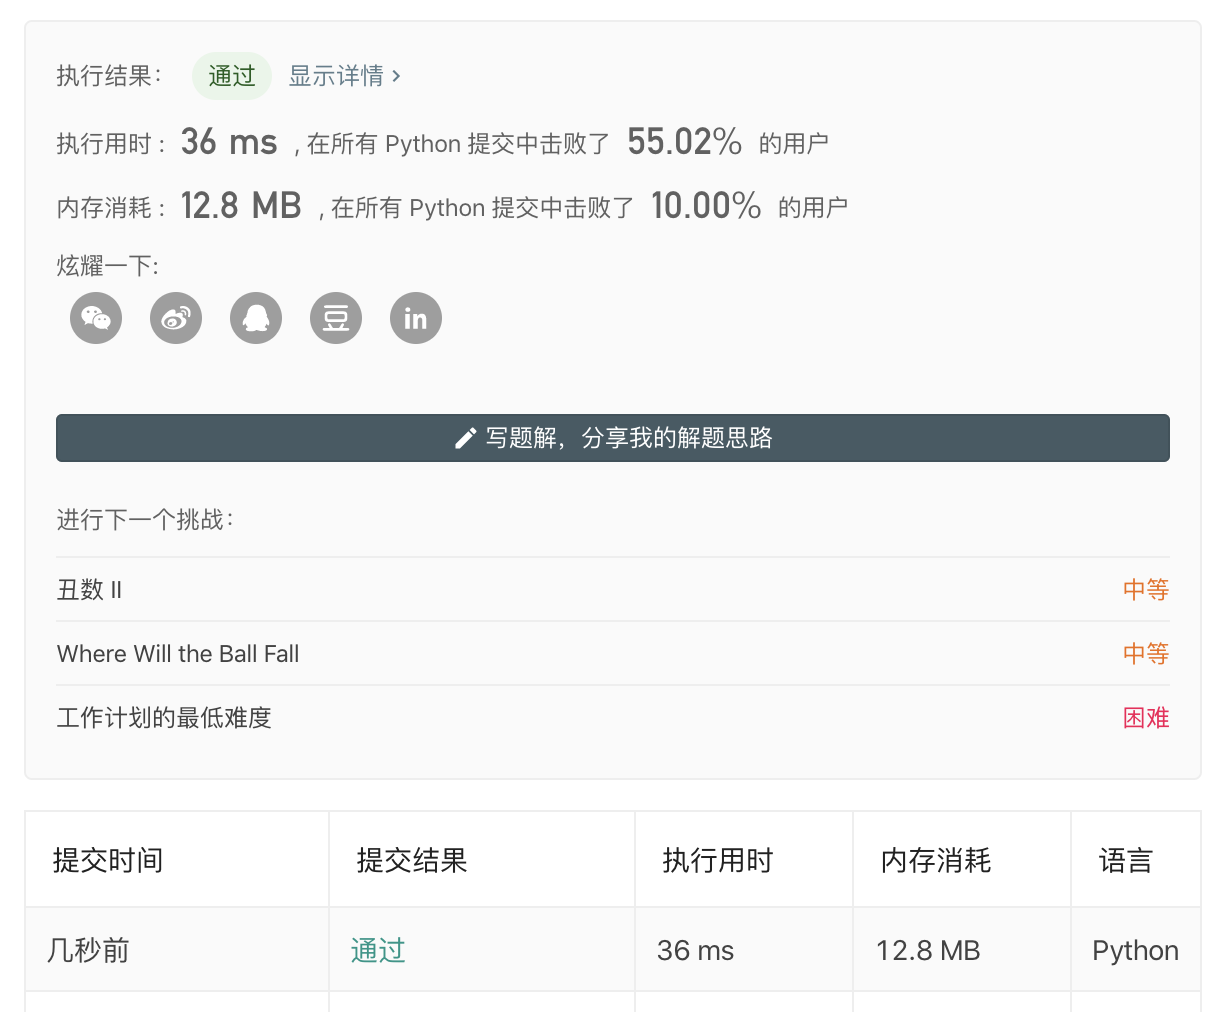 执行结果： 通过 显示详情 >
执行用时 : 36 ms , 在所有 Python 提交中击败了 55.02% 的用户
内存消耗 : 12.8 MB , 在所有 Python 提交中击败了 10.00% 的用户
炫耀一下:
豆 in
写题解，分享我的解题思路
进行下一个挑战：
丑数 II 中等
Where Will the Ball Fall 中等
工作计划的最低难度 困难
提交时间 提交结果 执行用时 内存消耗 语言
几秒前 通过 36 ms 12.8 MB Python